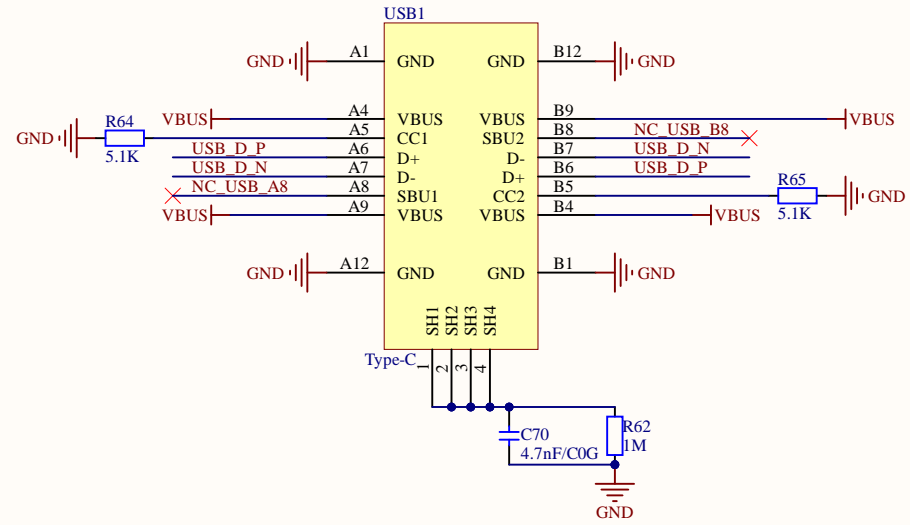 USB1
GND A1 GND GND B12 GND
VBUS A4 VBUS VBUS B9 VBUS
GND R64 5.1K A5 CC1 SBU2 B8 NC_USB_B8
USB_D_P A6 D+ D- B7 USB_D_N
USB_D_N A7 D- D+ B6 USB_D_P
NC_USB_A8 A8 SBU1 CC2 B5 R65 5.1K GND
VBUS A9 VBUS VBUS B4 VBUS
GND A12 GND GND B1 GND
SH1 SH2 SH3 SH4
Type-C 1 2 3 4
C70 R62
4.7nF/C0G 1M
GND